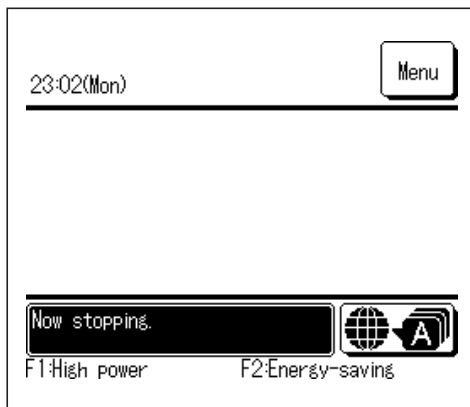 23:02(Mon)
Menu
Now stopping.
A
F1:High power
F2:Energy-saving